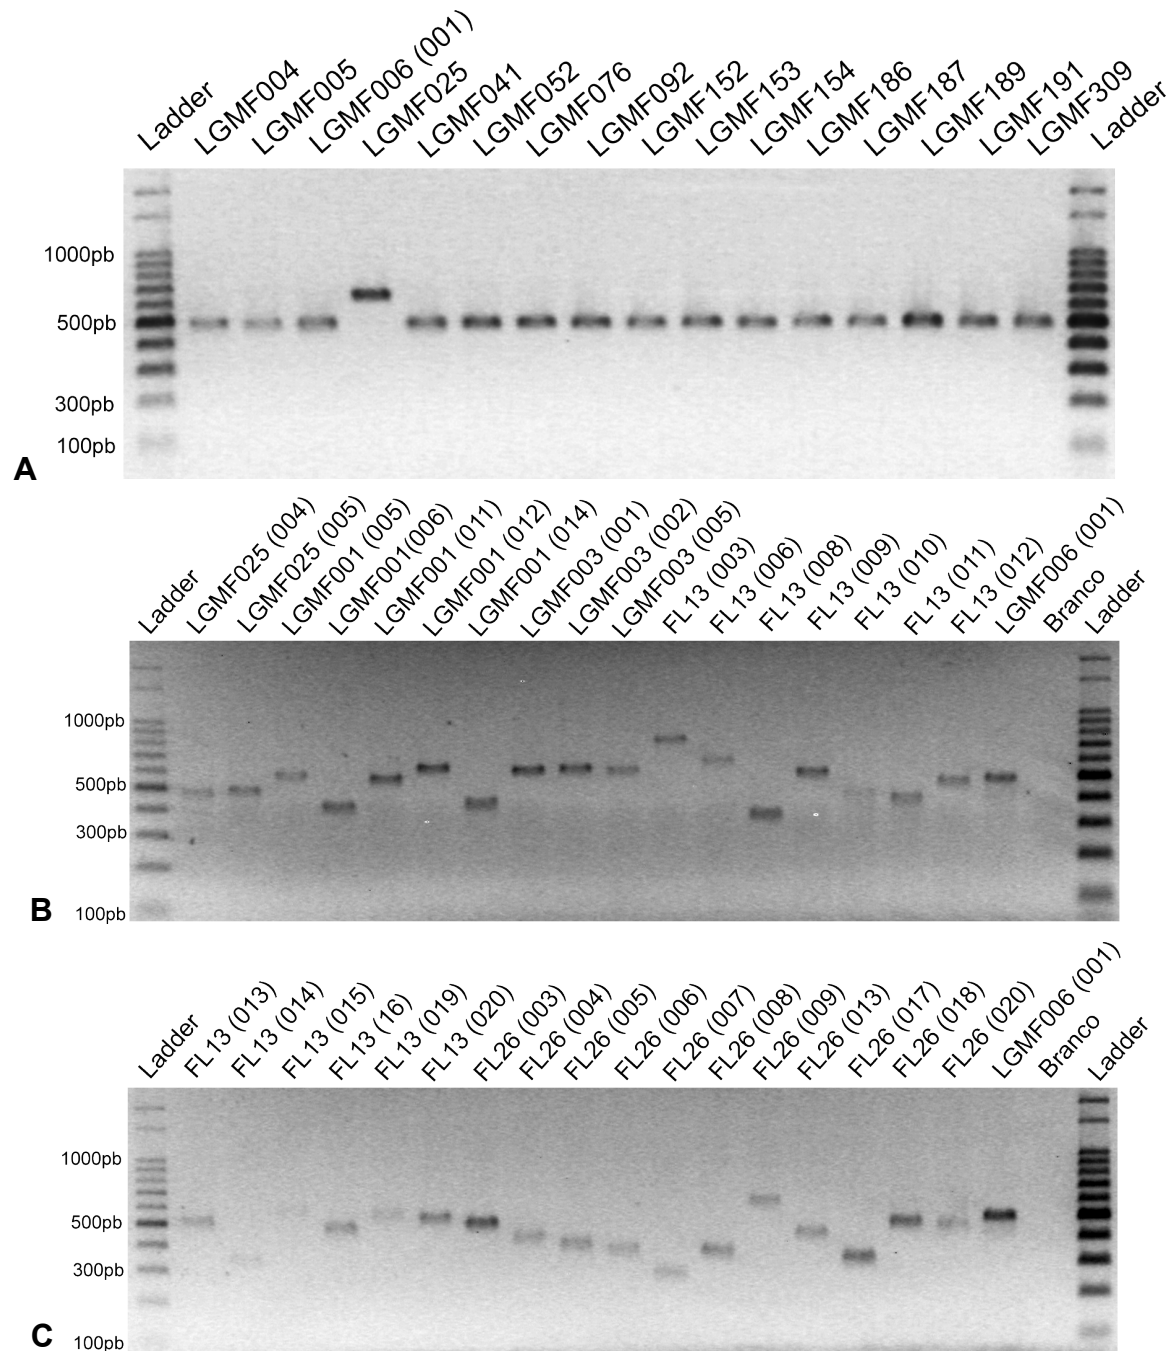 Ladder
LGMF004
LGMF005
LGMF006 (001)
LGMF025
LGMF041
LGMF052
LGMF076
LGMF092
LGMF152
LGMF153
LGMF154
LGMF186
LGMF187
LGMF189
LGMF191
LGMF309
Ladder
1000pb
500pb
300pb
100pb
A
Ladder
LGMF025 (004)
LGMF025 (005)
LGMF001 (005)
LGMF001(006)
LGMF001 (011)
LGMF001 (012)
LGMF001 (014)
LGMF003 (001)
LGMF003 (002)
LGMF003 (005)
FL13 (003)
FL13 (006)
FL13 (008)
FL13 (009)
FL13 (010)
FL13 (011)
FL13 (012)
LGMF006 (001)
Branco
Ladder
1000pb
500pb
300pb
100pb
B
Ladder
FL13 (013)
FL13 (014)
FL13 (015)
FL13 (16)
FL13 (019)
FL13 (020)
FL26 (003)
FL26 (004)
FL26 (005)
FL26 (006)
FL26 (007)
FL26 (008)
FL26 (009)
FL26 (013)
FL26 (017)
FL26 (018)
FL26 (020)
LGMF006 (001)
Branco
Ladder
1000pb
500pb
300pb
100pb
C